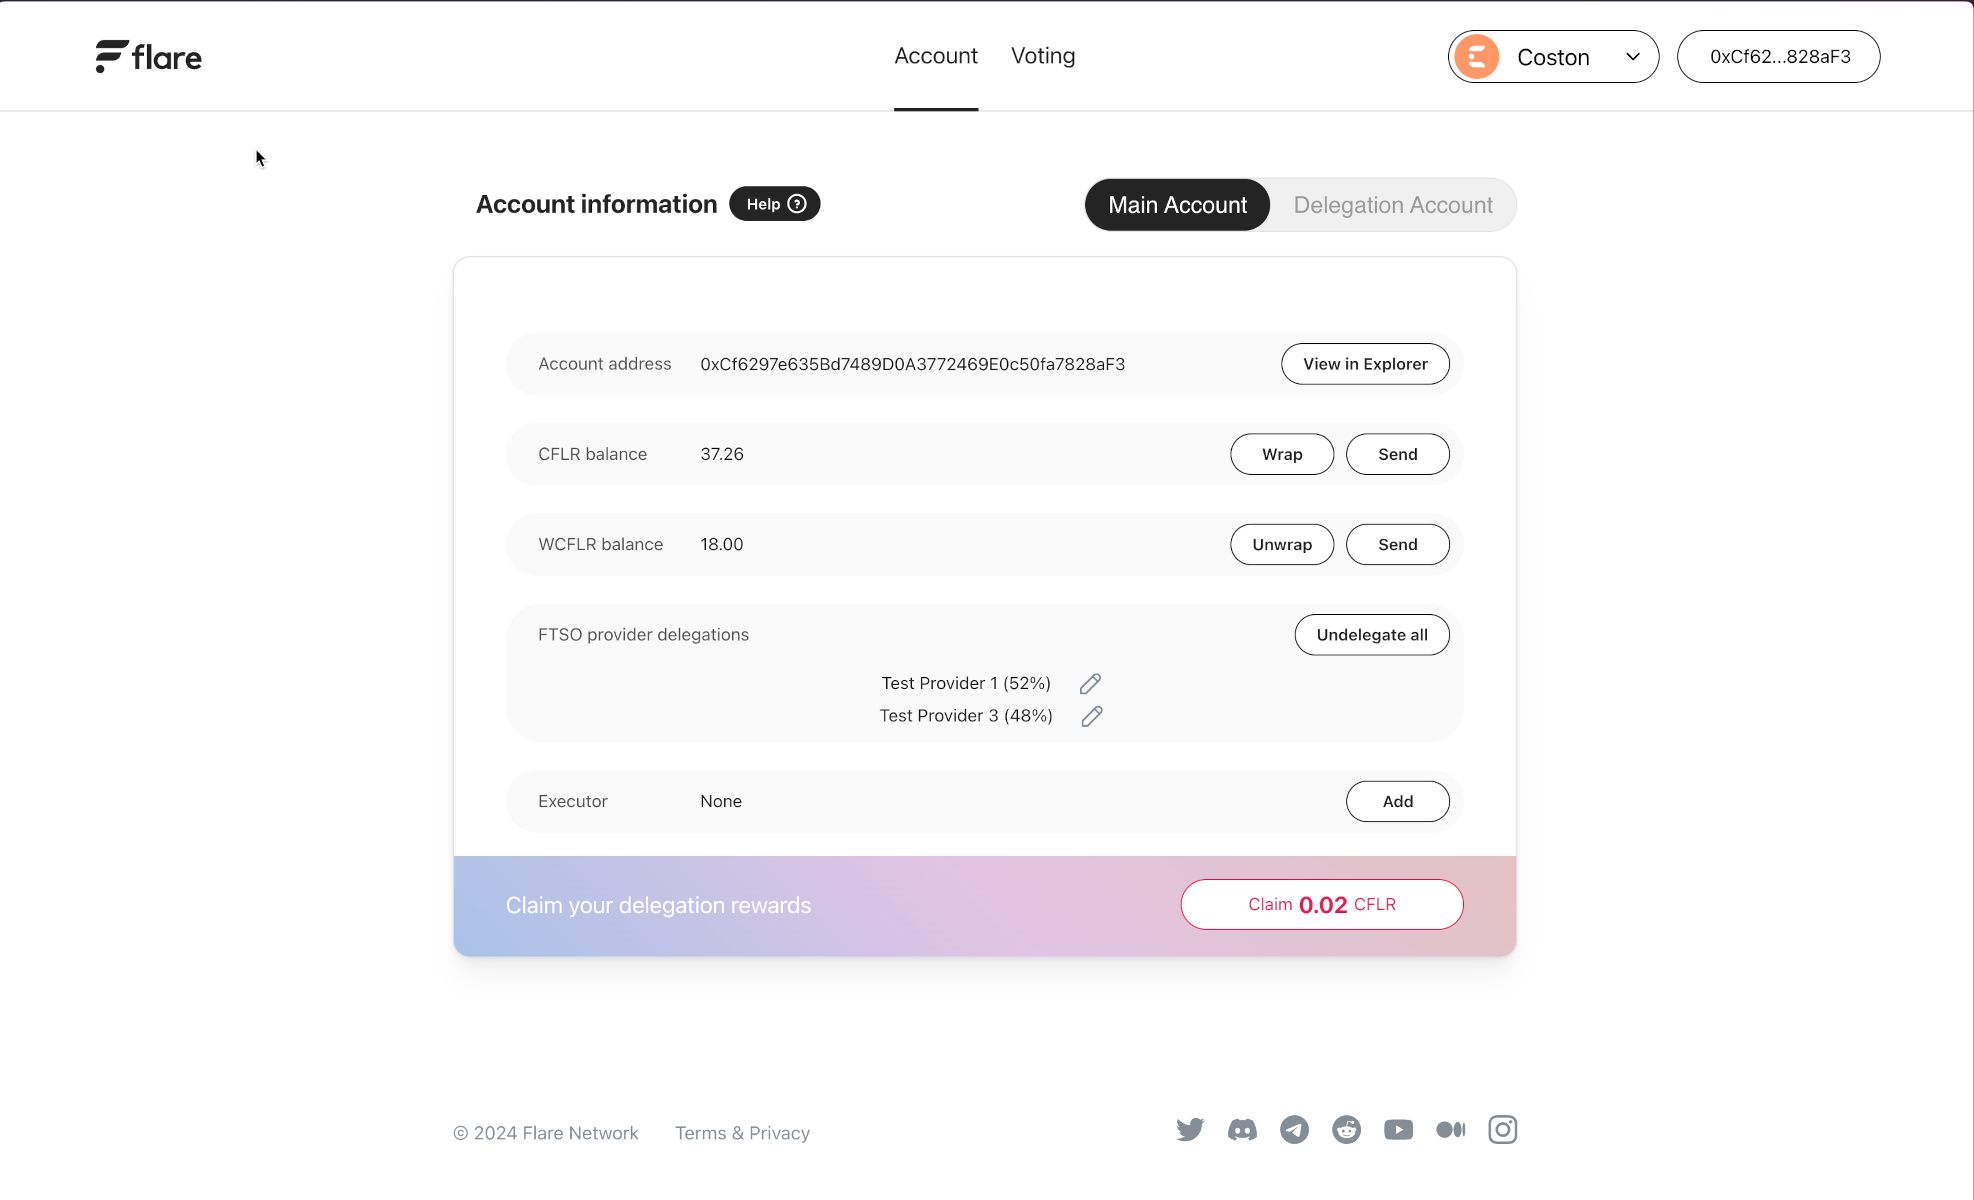 flare
Account
Voting
Coston
0xCf62...828aF3
Account information
Help
Main Account
Delegation Account
Account address
0xCf6297e635Bd7489D0A3772469E0c50fa7828aF3
View in Explorer
CFLR balance
37.26
Wrap
Send
WCFLR balance
18.00
Unwrap
Send
FTSO provider delegations
Undelegate all
Test Provider 1 (52%)
Test Provider 3 (48%)
Executor
None
Add
Claim your delegation rewards
Claim 0.02 CFLR
© 2024 Flare Network
Terms & Privacy